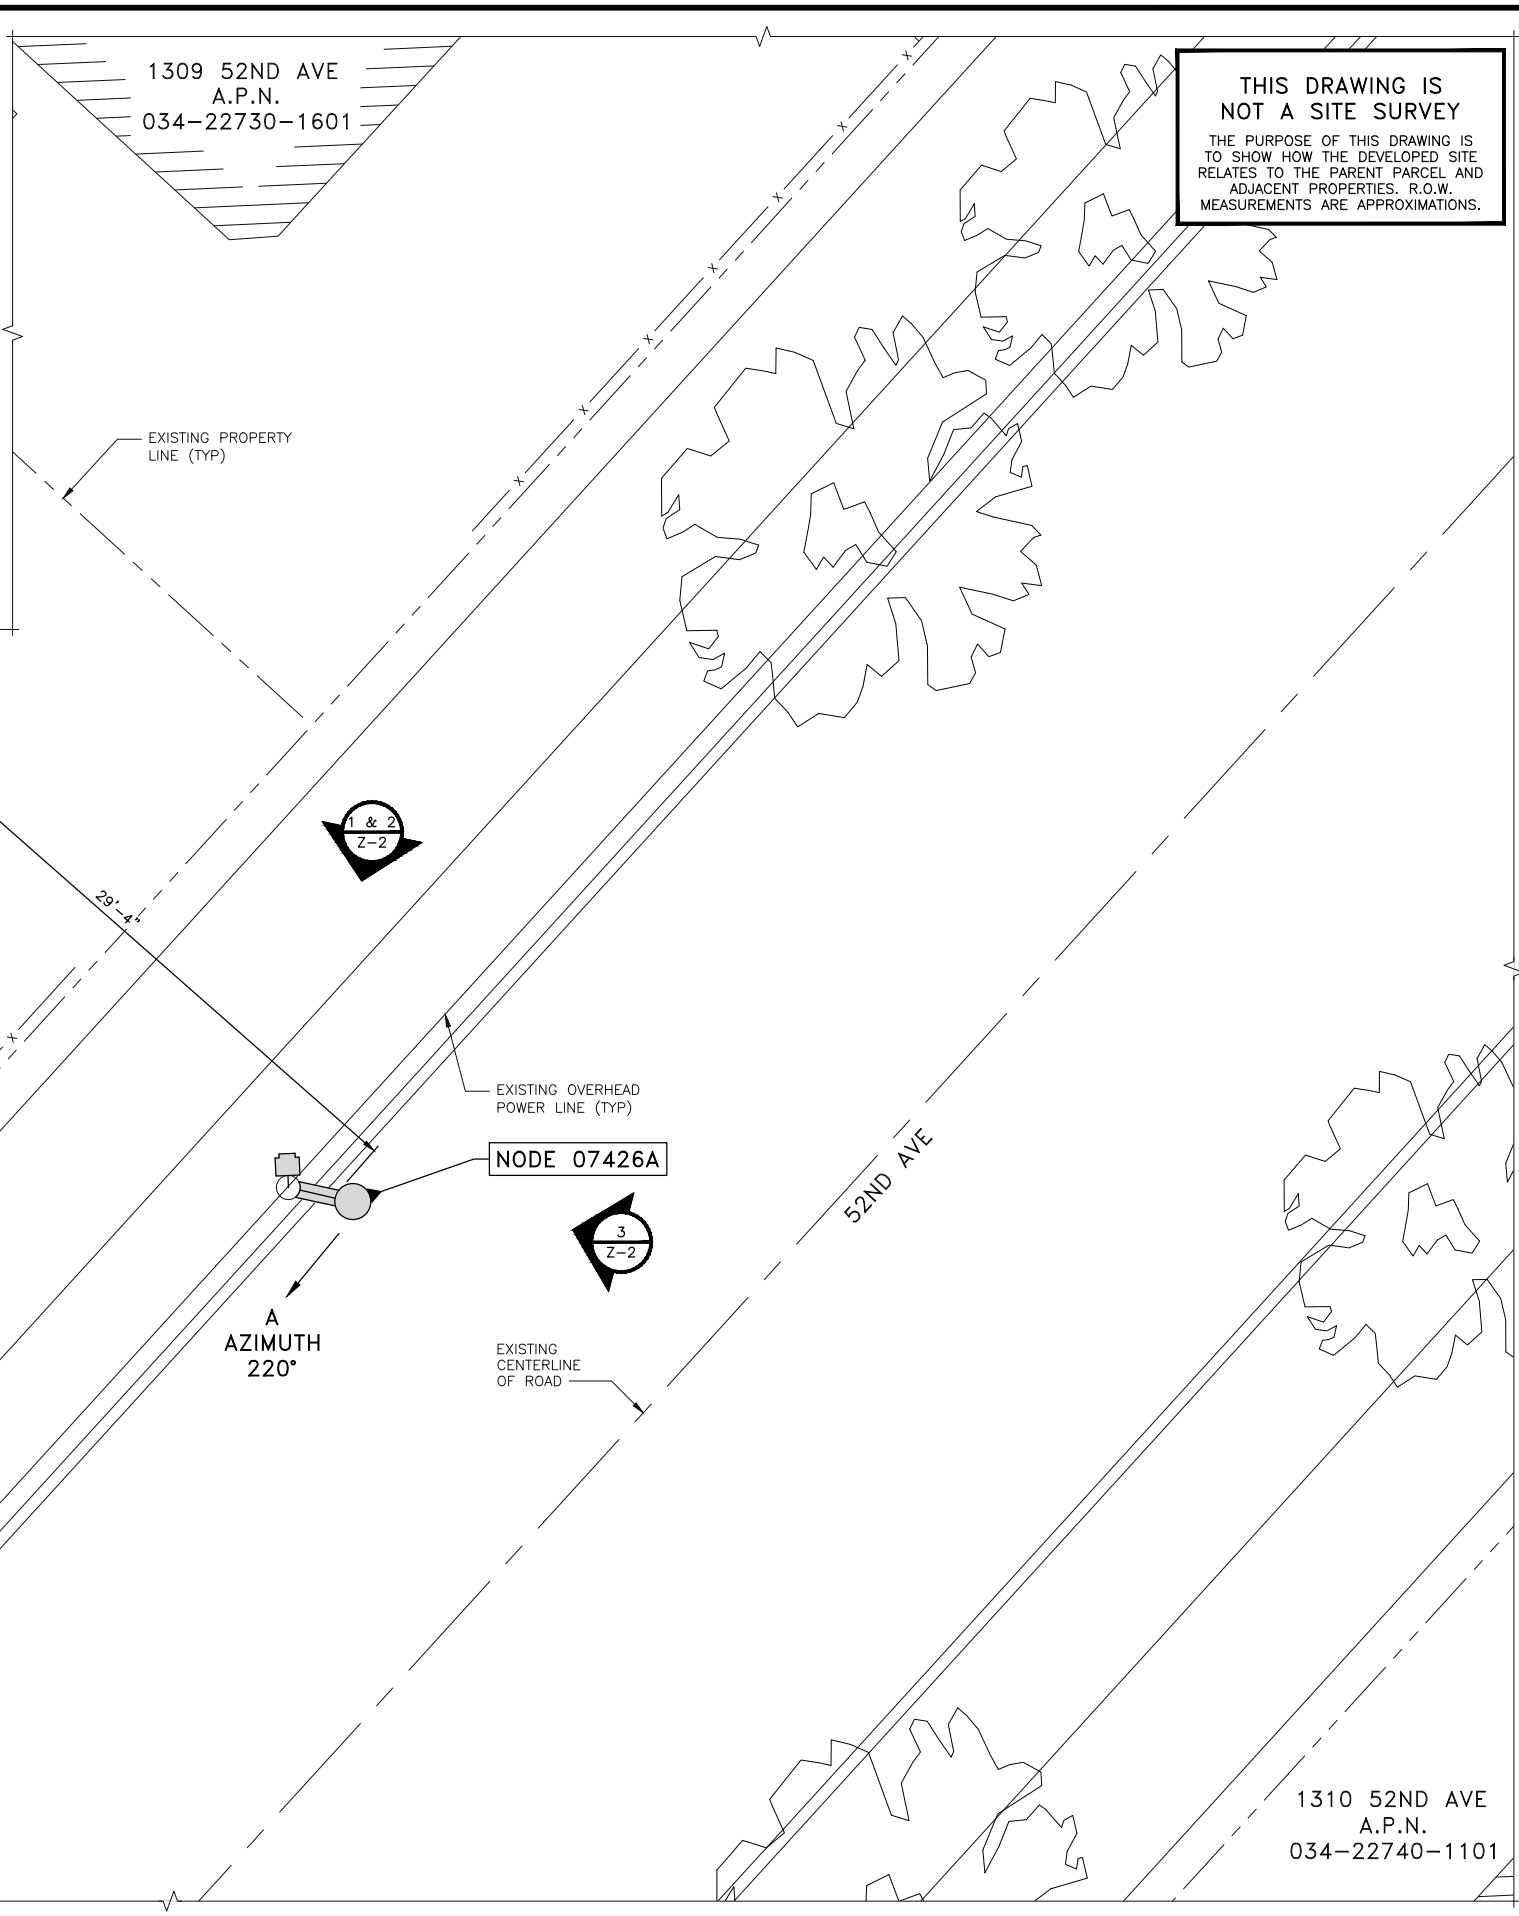 1309 52ND AVE
A.P.N.
034-22730-1601
THIS DRAWING IS
NOT A SITE SURVEY
THE PURPOSE OF THIS DRAWING IS
TO SHOW HOW THE DEVELOPED SITE
RELATES TO THE PARENT PARCEL AND
ADJACENT PROPERTIES. R.O.W.
MEASUREMENTS ARE APPROXIMATIONS.
EXISTING PROPERTY
LINE (TYP)
1 & 2
Z-2
29'-4"
EXISTING OVERHEAD
POWER LINE (TYP)
NODE 07426A
52ND AVE
3
Z-2
A
AZIMUTH
220°
EXISTING
CENTERLINE
OF ROAD
1310 52ND AVE
A.P.N.
034-22740-1101